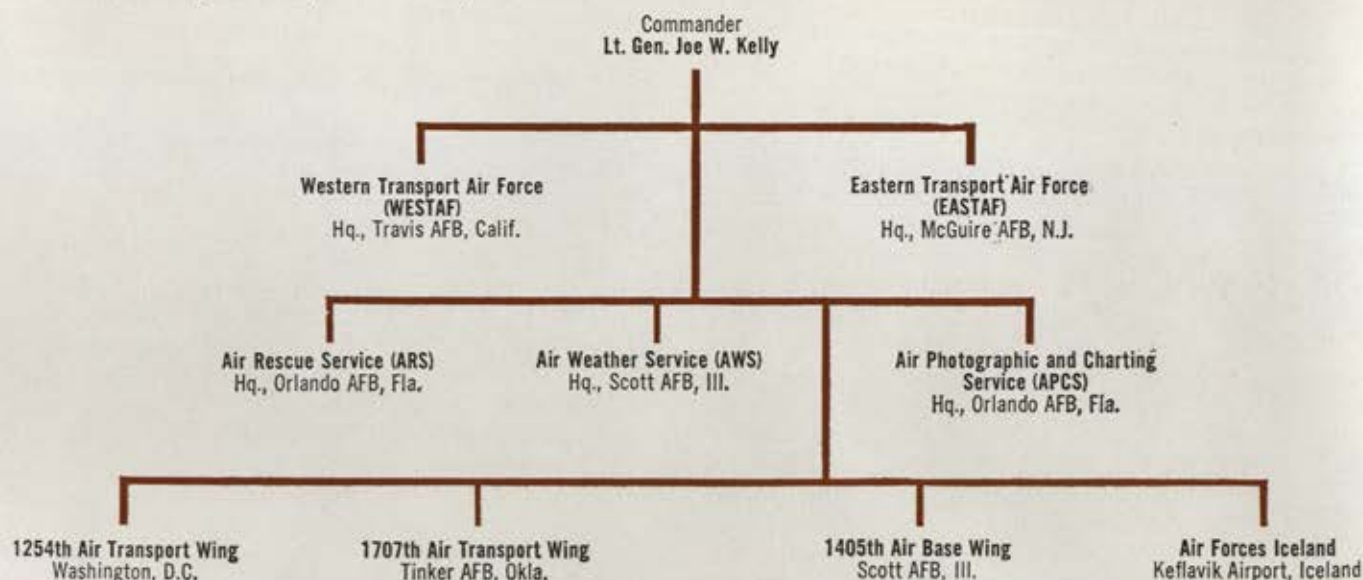 Commander
Lt. Gen. Joe W. Kelly
Western Transport Air Force
(WESTAF)
Hq., Travis AFB, Calif.
Eastern Transport Air Force
(EASTAF)
Hq., McGuire AFB, N.J.
Air Rescue Service (ARS)
Hq., Orlando AFB, Fla.
Air Weather Service (AWS)
Hq., Scott AFB, Ill.
Air Photographic and Charting
Service (APCS)
Hq., Orlando AFB, Fla.
1254th Air Transport Wing
Washington, D.C.
1707th Air Transport Wing
Tinker AFB, Okla.
1405th Air Base Wing
Scott AFB, Ill.
Air Forces Iceland
Keflavik Airport, Iceland